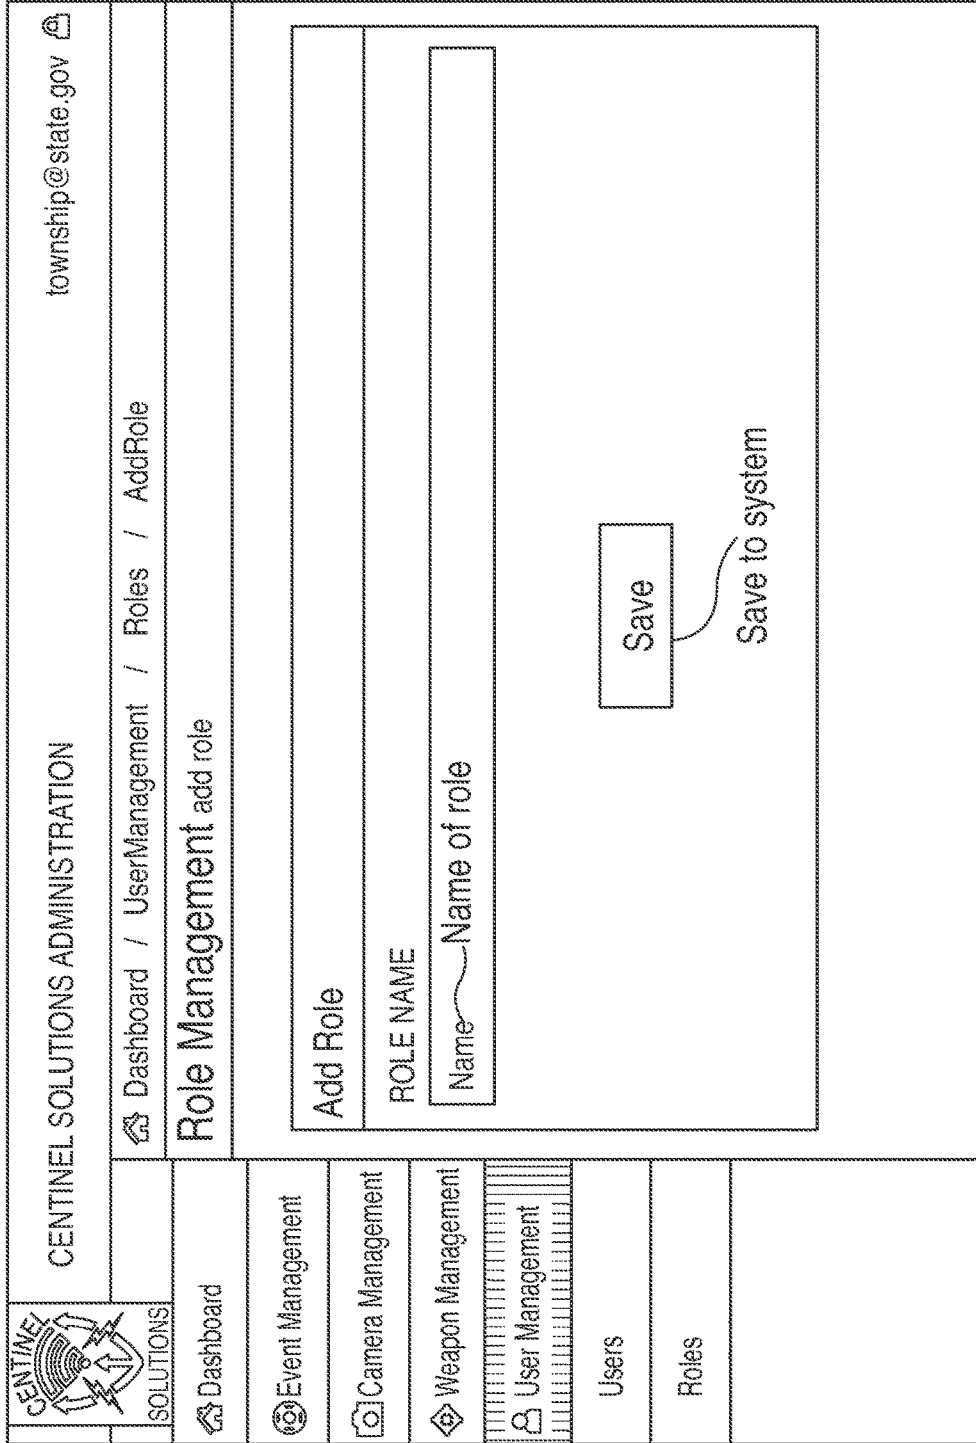 CENTINEL
SOLUTIONS
CENTINEL SOLUTIONS ADMINISTRATION
township@state.gov
Dashboard / UserManagement / Roles / AddRole
Role Management add role
Dashboard
Event Management
Camera Management
Weapon Management
User Management
Users
Roles
Add Role
ROLE NAME
Name Name of role
Save
Save to system